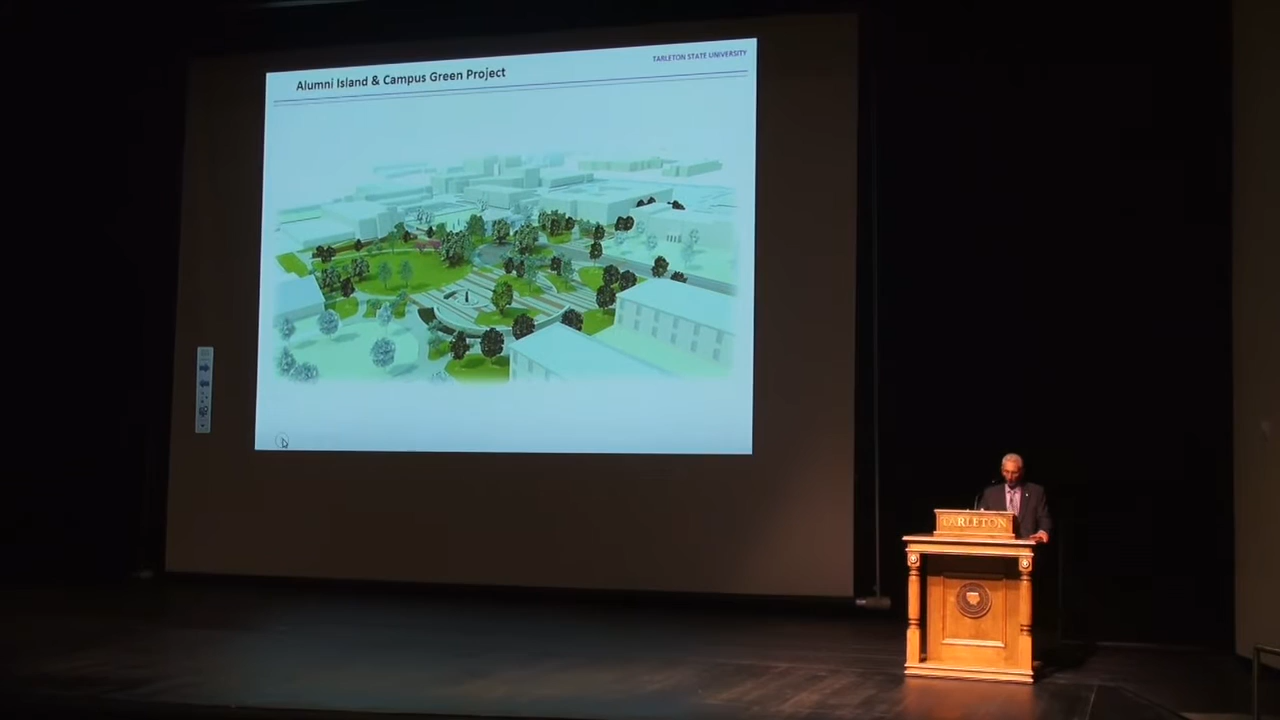 TARLETON STATE UNIVERSITY
Alumni Island & Campus Green Project
TARLETON